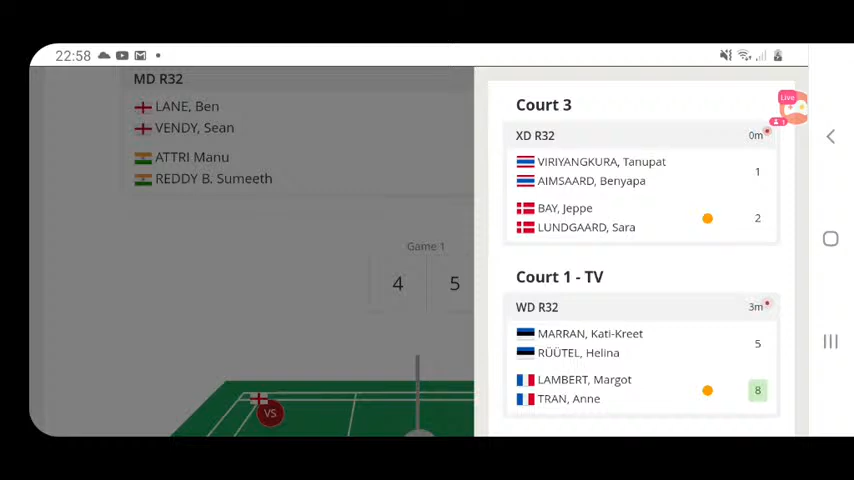 22:58
MD R32
LANE, Ben
VENDY, Sean
ATTRI Manu
REDDY B. Sumeeth
Game 1
4 5
VS
Court 3
Live
1
XD R32 0m
VIRIYANGKURA, Tanupat
AIMSAARD, Benyapa
1
BAY, Jeppe
LUNDGAARD, Sara
2
Court 1 - TV
WD R32 3m
MARRAN, Kati-Kreet
RÜÜTEL, Helina
5
LAMBERT, Margot
TRAN, Anne
8